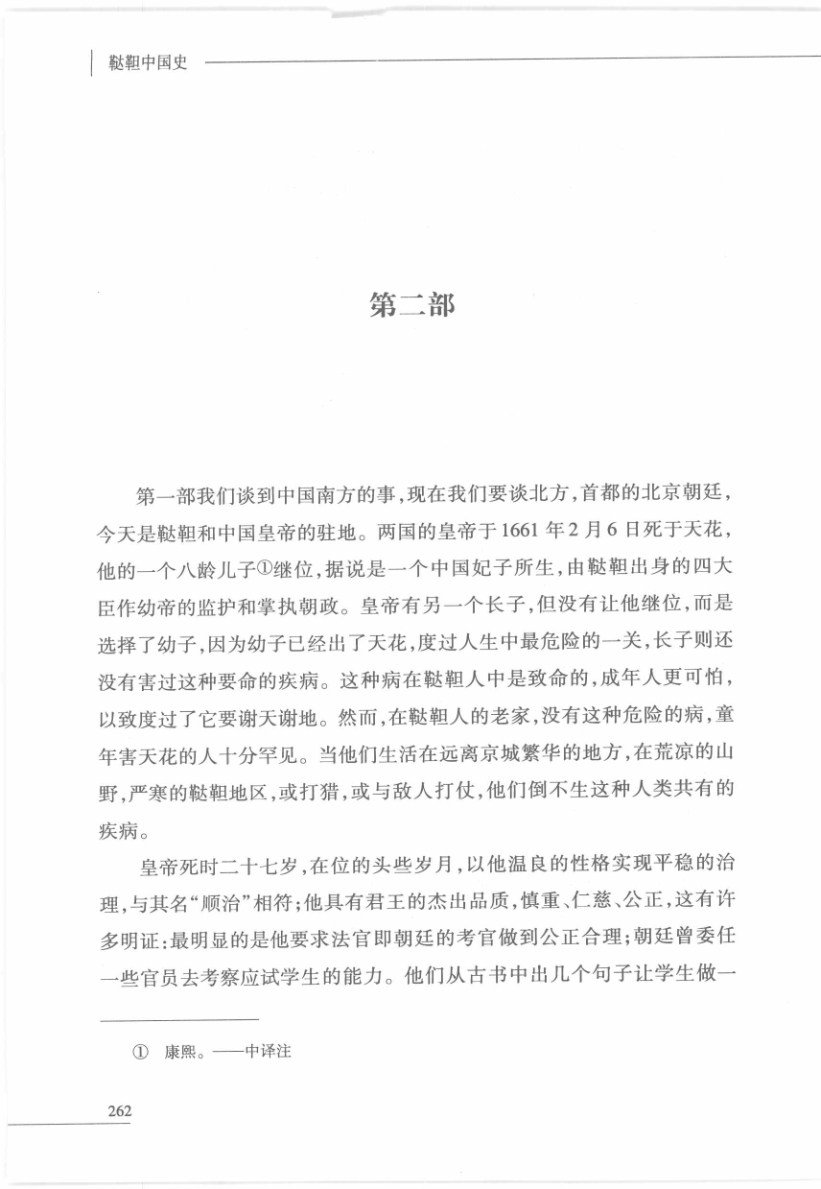 鞑靼中国史
第二部
第一部我们谈到中国南方的事,现在我们要谈北方,首都的北京朝廷,
今天是鞑靼和中国皇帝的驻地。两国的皇帝于1661年2月6日死于天花,
他的一个八龄儿子①继位,据说是一个中国妃子所生,由鞑靼出身的四大
臣作幼帝的监护和掌执朝政。皇帝有另一个长子,但没有让他继位,而是
选择了幼子,因为幼子已经出了天花,度过人生中最危险的一关,长子则还
没有害过这种要命的疾病。这种病在鞑靼人中是致命的,成年人更可怕,
以致度过了它要谢天谢地。然而,在鞑靼人的老家,没有这种危险的病,童
年害天花的人十分罕见。当他们生活在远离京城繁华的地方,在荒凉的山
野,严寒的鞑靼地区,或打猎,或与敌人打仗,他们倒不生这种人类共有的
疾病。
皇帝死时二十七岁,在位的头些岁月,以他温良的性格实现平稳的治
理,与其名“顺治”相符;他具有君王的杰出品质,慎重、仁慈、公正,这有许
多明证:最明显的是他要求法官即朝廷的考官做到公正合理;朝廷曾委任
一些官员去考察应试学生的能力。他们从古书中出几个句子让学生做一
① 康熙。——中译注
262